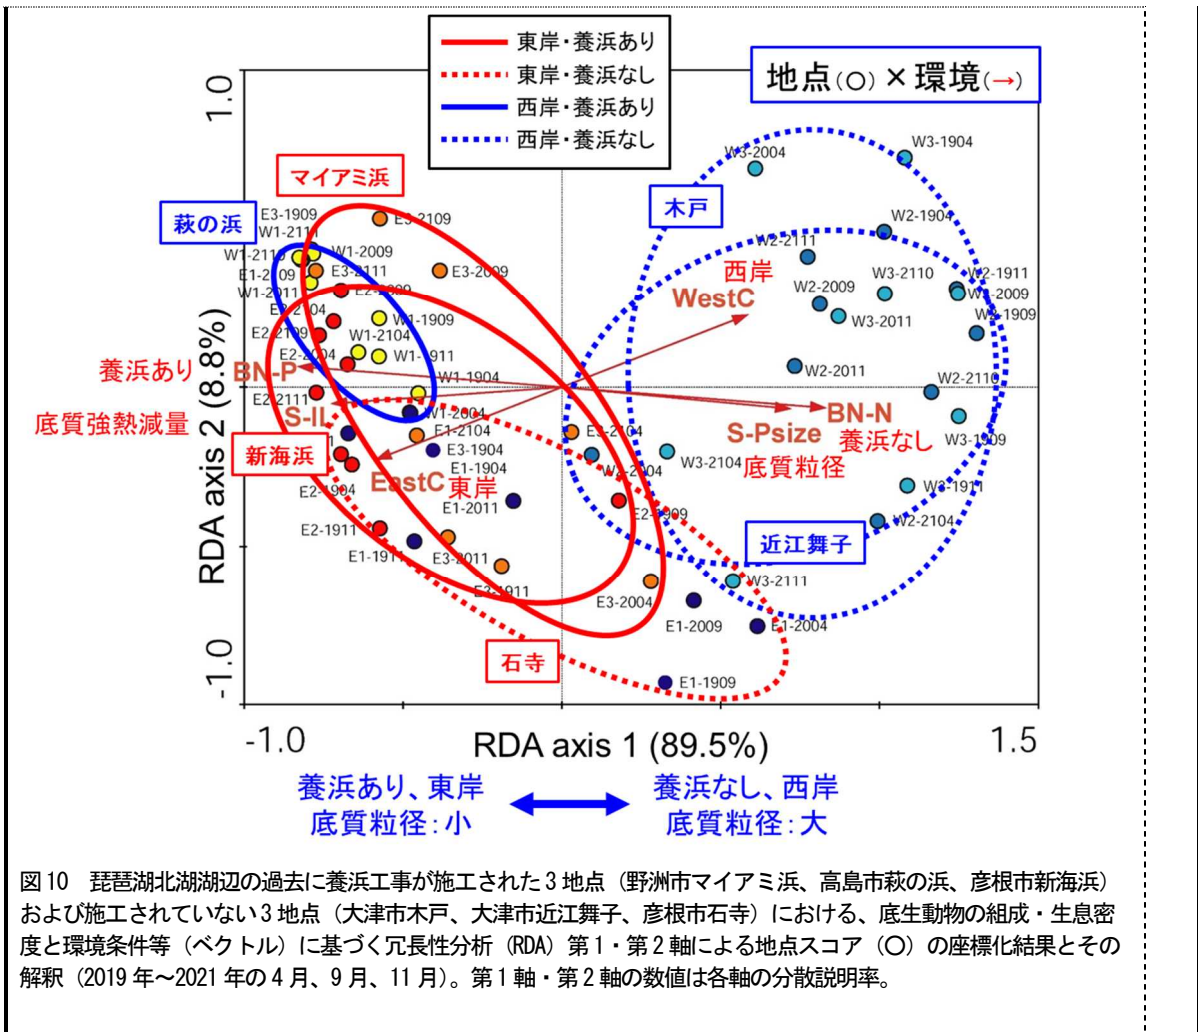 東岸・養浜あり
東岸・養浜なし
西岸・養浜あり
西岸・養浜なし
地点(○)×環境(→)
1.0
マイアミ浜
萩の浜
木戸
W3-2004
W3-1904
E3-1909
W1-2111
E3-2109
W1-2009
E1-2109
E3-2111
E3-2009
W1-2011
W2-1904
W2-2111
西岸
WestC
W3-2110
W2-1911
W2-2009
W3-2011
W1-1909
W1-2104
W1-1911
E2-2004
養浜あり
BN-P
W1-1904
W2-2011
W2-2110
E2-2111
S-IL
底質強熱減量
W1-2004
E1-2104
BN-N
養浜なし
S-Psize
底質粒径
W3-1909
新海浜
E3-1904
E1-1904
EastC
東岸
W3-2104
E2-1904
E1-2011
E2-1909
W3-1911
W2-2104
E2-1911
E1-1911
E3-2011
近江舞子
E3-2004
W3-2111
E1-2009
E1-2004
石寺
E1-1909
RDA axis 2 (8.8%)
-1.0
-1.0
RDA axis 1 (89.5%)
1.5
養浜あり、東岸
底質粒径：小
養浜なし、西岸
底質粒径：大
図10 琵琶湖北湖湖辺の過去に養浜工事が施工された3地点（野洲市マイアミ浜、高島市萩の浜、彦根市新海浜）
および施工されていない3地点（大津市木戸、大津市近江舞子、彦根市石寺）における、底生動物の組成・生息密
度と環境条件等（ベクトル）に基づく冗長性分析（RDA）第1・第2軸による地点スコア（○）の座標化結果とその
解釈（2019年～2021年の4月、9月、11月）。第1軸・第2軸の数値は各軸の分散説明率。